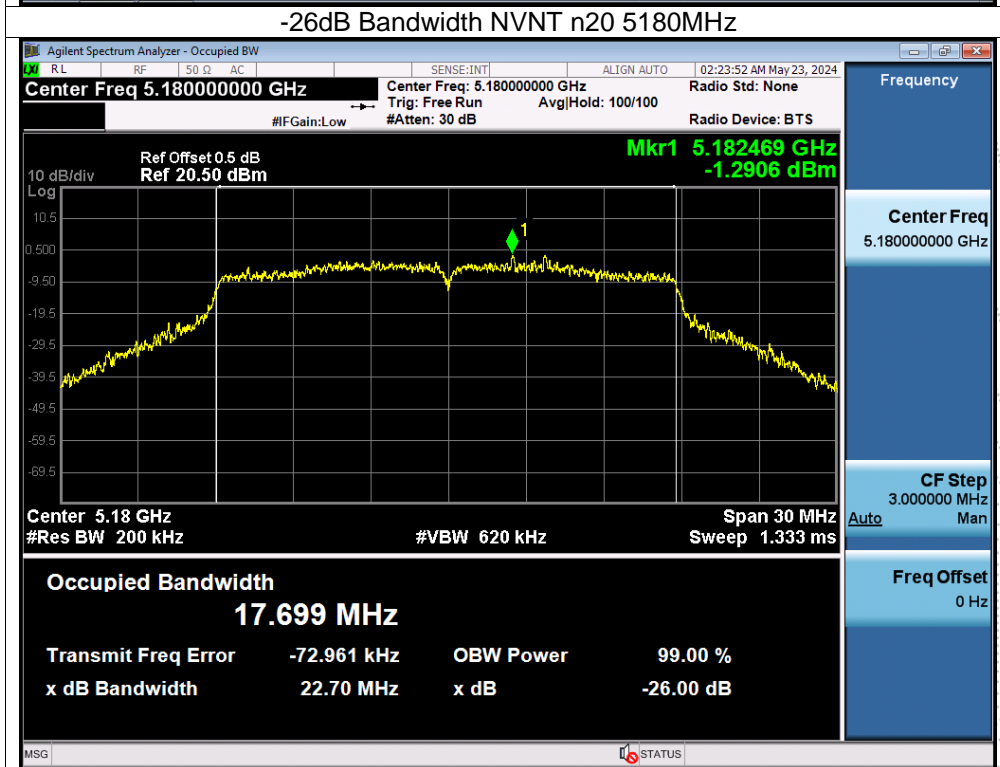 -26dB Bandwidth NVNT n20 5180MHz
Agilent Spectrum Analyzer - Occupied BW
LXI RL RF 50 Ω AC SENSE:INT ALIGN AUTO 02:23:52 AM May 23, 2024
Center Freq 5.180000000 GHz
Center Freq: 5.180000000 GHz
Radio Std: None
Trig: Free Run Avg|Hold: 100/100
#IFGain:Low #Atten: 30 dB Radio Device: BTS
Frequency
Mkr1 5.182469 GHz
-1.2906 dBm
Ref Offset 0.5 dB
10 dB/div Ref 20.50 dBm
Log
10.5
0.500
-9.50
-19.5
-29.5
-39.5
-49.5
-59.5
-69.5
1
Center 5.18 GHz Span 30 MHz
#Res BW 200 kHz #VBW 620 kHz Sweep 1.333 ms
Center Freq
5.180000000 GHz
CF Step
3.000000 MHz
Auto Man
Freq Offset
0 Hz
Occupied Bandwidth
17.699 MHz
Transmit Freq Error -72.961 kHz OBW Power 99.00 %
x dB Bandwidth 22.70 MHz x dB -26.00 dB
MSG STATUS